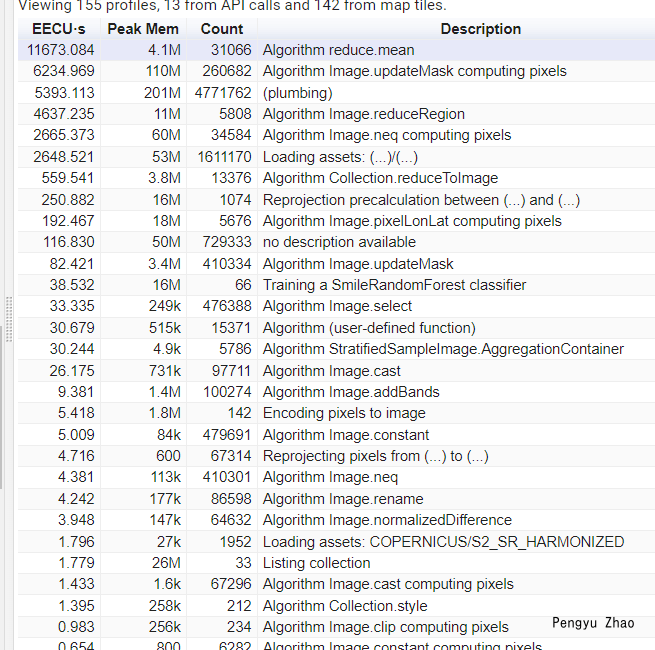 Viewing 155 profiles, 13 from API calls and 142 from map tiles.
EECU·s Peak Mem Count Description
11673.084 4.1M 31066 Algorithm reduce.mean
6234.969 110M 260682 Algorithm Image.updateMask computing pixels
5393.113 201M 4771762 (plumbing)
4637.235 11M 5808 Algorithm Image.reduceRegion
2665.373 60M 34584 Algorithm Image.neq computing pixels
2648.521 53M 1611170 Loading assets: (...)/(...)
559.541 3.8M 13376 Algorithm Collection.reduceToImage
250.882 16M 1074 Reprojection precalculation between (...) and (...)
192.467 18M 5676 Algorithm Image.pixelLonLat computing pixels
116.830 50M 729333 no description available
82.421 3.4M 410334 Algorithm Image.updateMask
38.532 16M 66 Training a SmileRandomForest classifier
33.335 249k 476388 Algorithm Image.select
30.679 515k 15371 Algorithm (user-defined function)
30.244 4.9k 5786 Algorithm StratifiedSampleImage.AggregationContainer
26.175 731k 97711 Algorithm Image.cast
9.381 1.4M 100274 Algorithm Image.addBands
5.418 1.8M 142 Encoding pixels to image
5.009 84k 479691 Algorithm Image.constant
4.716 600 67314 Reprojecting pixels from (...) to (...)
4.381 113k 410301 Algorithm Image.neq
4.242 177k 86598 Algorithm Image.rename
3.948 147k 64632 Algorithm Image.normalizedDifference
1.796 27k 1952 Loading assets: COPERNICUS/S2_SR_HARMONIZED
1.779 26M 33 Listing collection
1.433 1.6k 67296 Algorithm Image.cast computing pixels
1.395 258k 212 Algorithm Collection.style
0.983 256k 234 Algorithm Image.clip computing pixels
Pengyu Zhao
0.654 800 6282 Algorithm Image.constant computing pixels